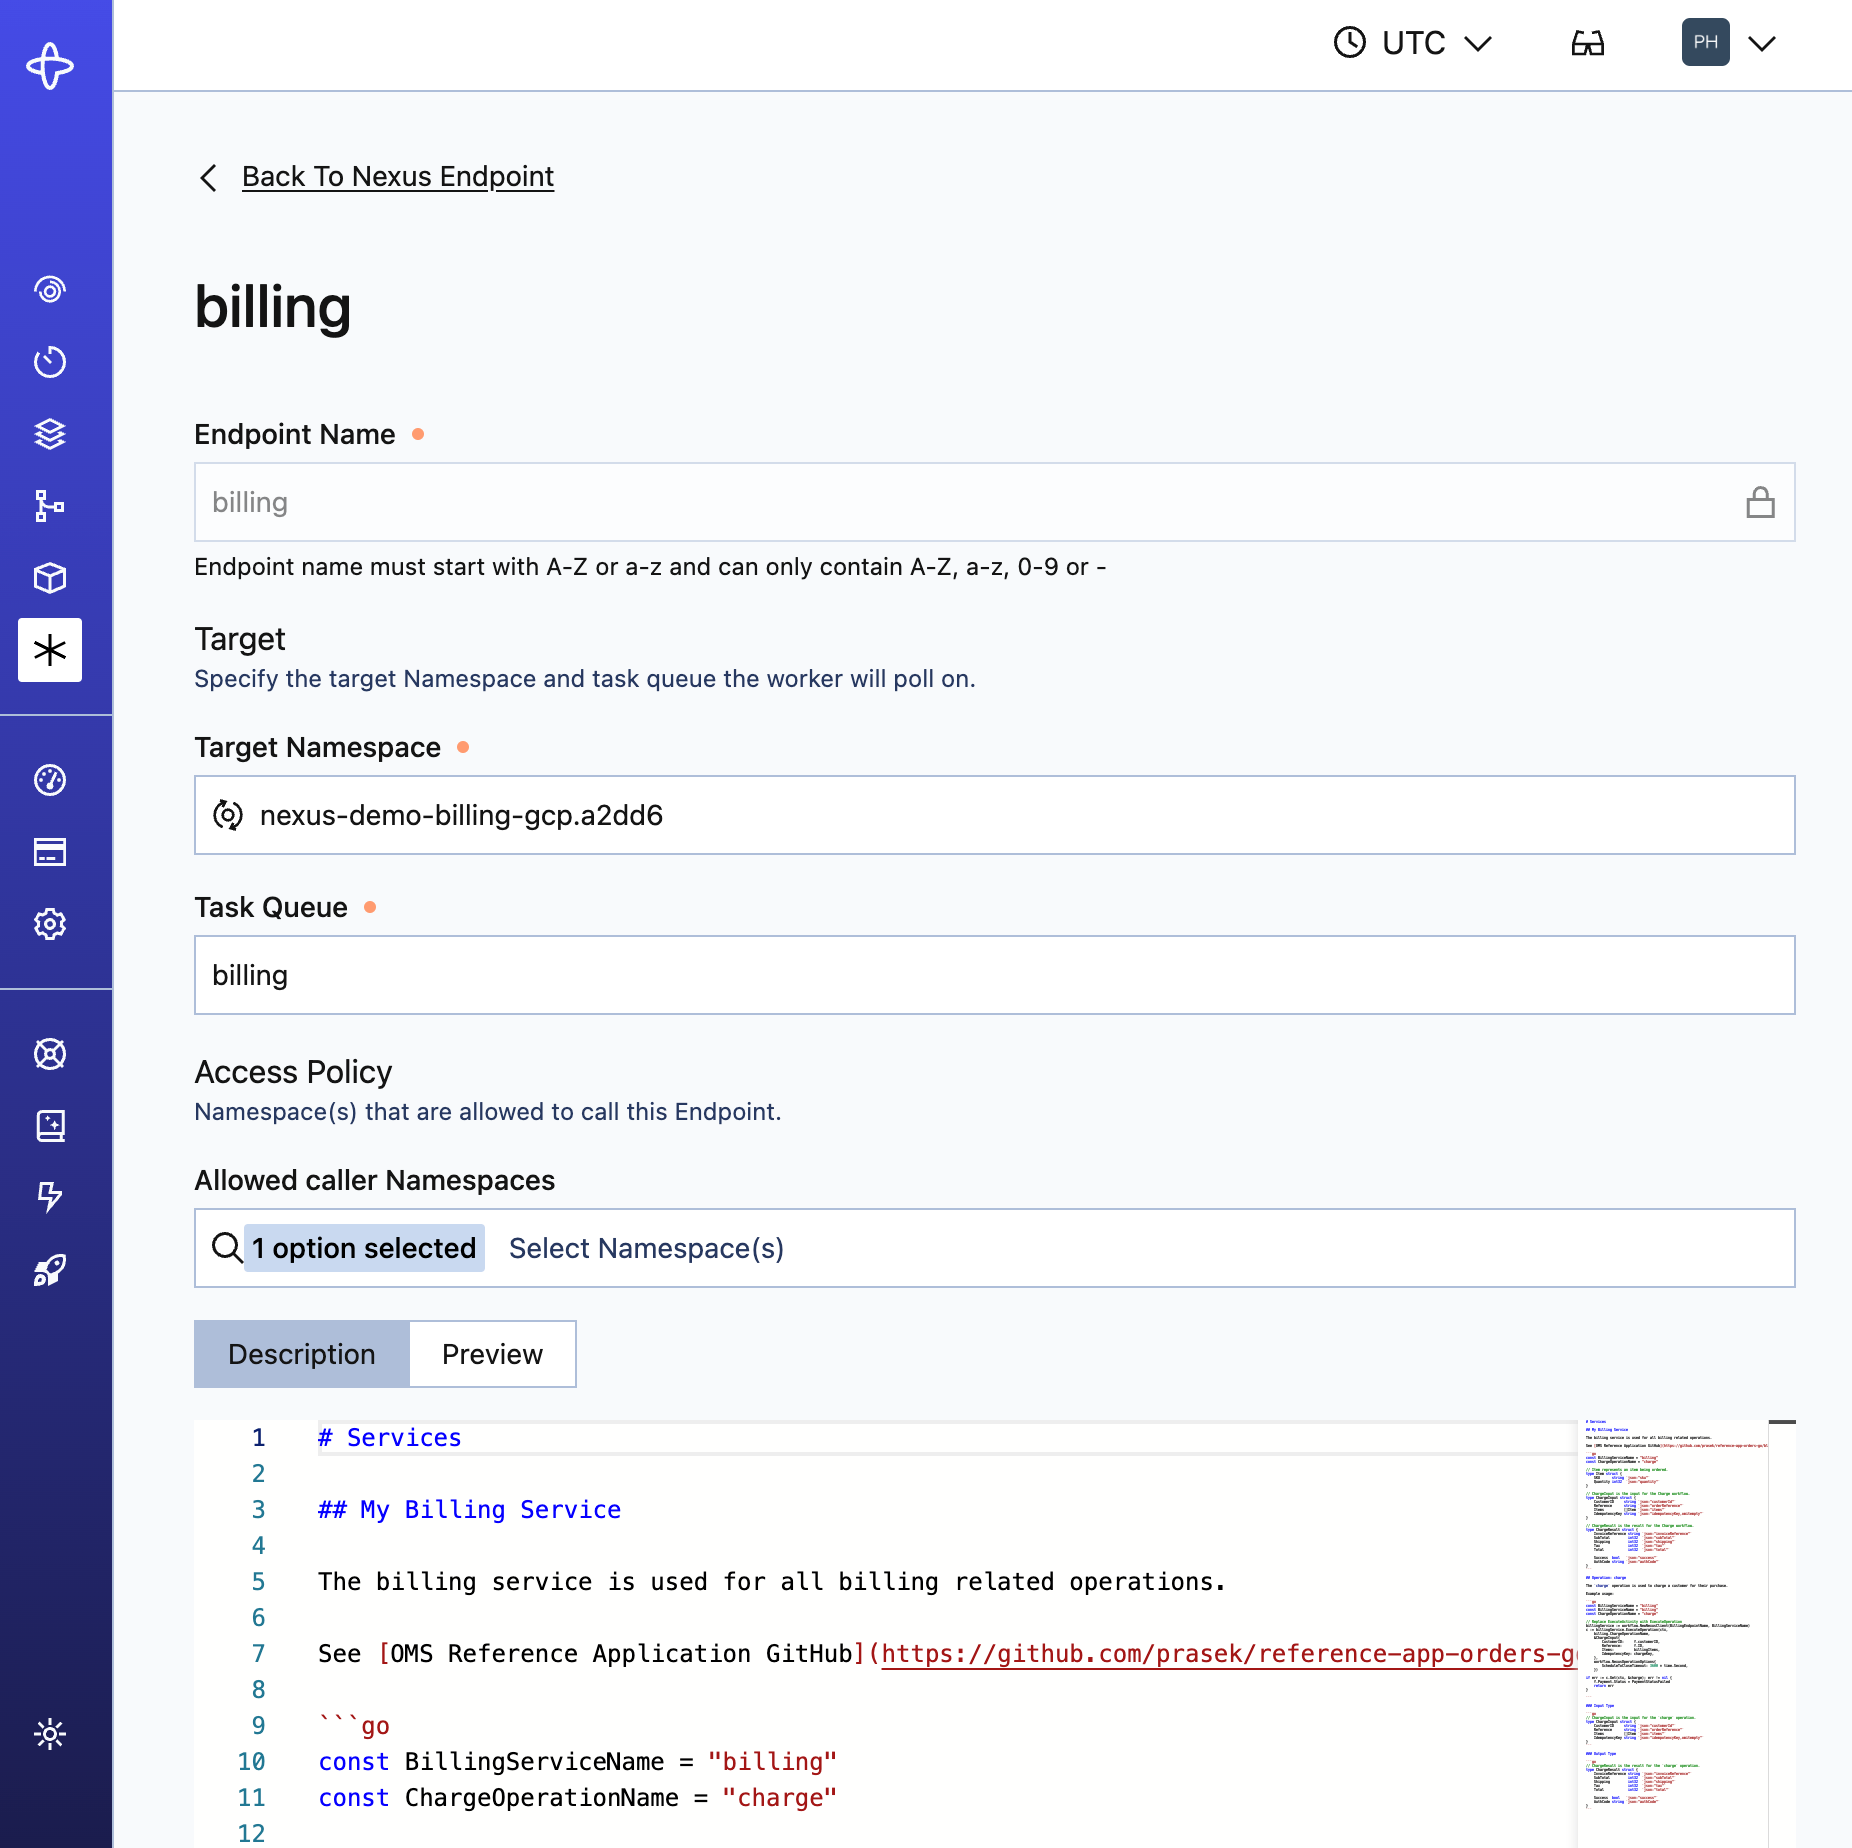 UTC
PH
Back To Nexus Endpoint
billing
Endpoint Name
billing
Endpoint name must start with A-Z or a-z and can only contain A-Z, a-z, 0-9 or -
Target
Specify the target Namespace and task queue the worker will poll on.
Target Namespace
nexus-demo-billing-gcp.a2dd6
Task Queue
billing
Access Policy
Namespace(s) that are allowed to call this Endpoint.
Allowed caller Namespaces
1 option selected Select Namespace(s)
Description Preview
1 # Services
2
3 ## My Billing Service
4
5 The billing service is used for all billing related operations.
6
7 See [OMS Reference Application GitHub](https://github.com/prasek/reference-app-orders-g
8
9 ```go
10 const BillingServiceName = "billing"
11 const ChargeOperationName = "charge"
12